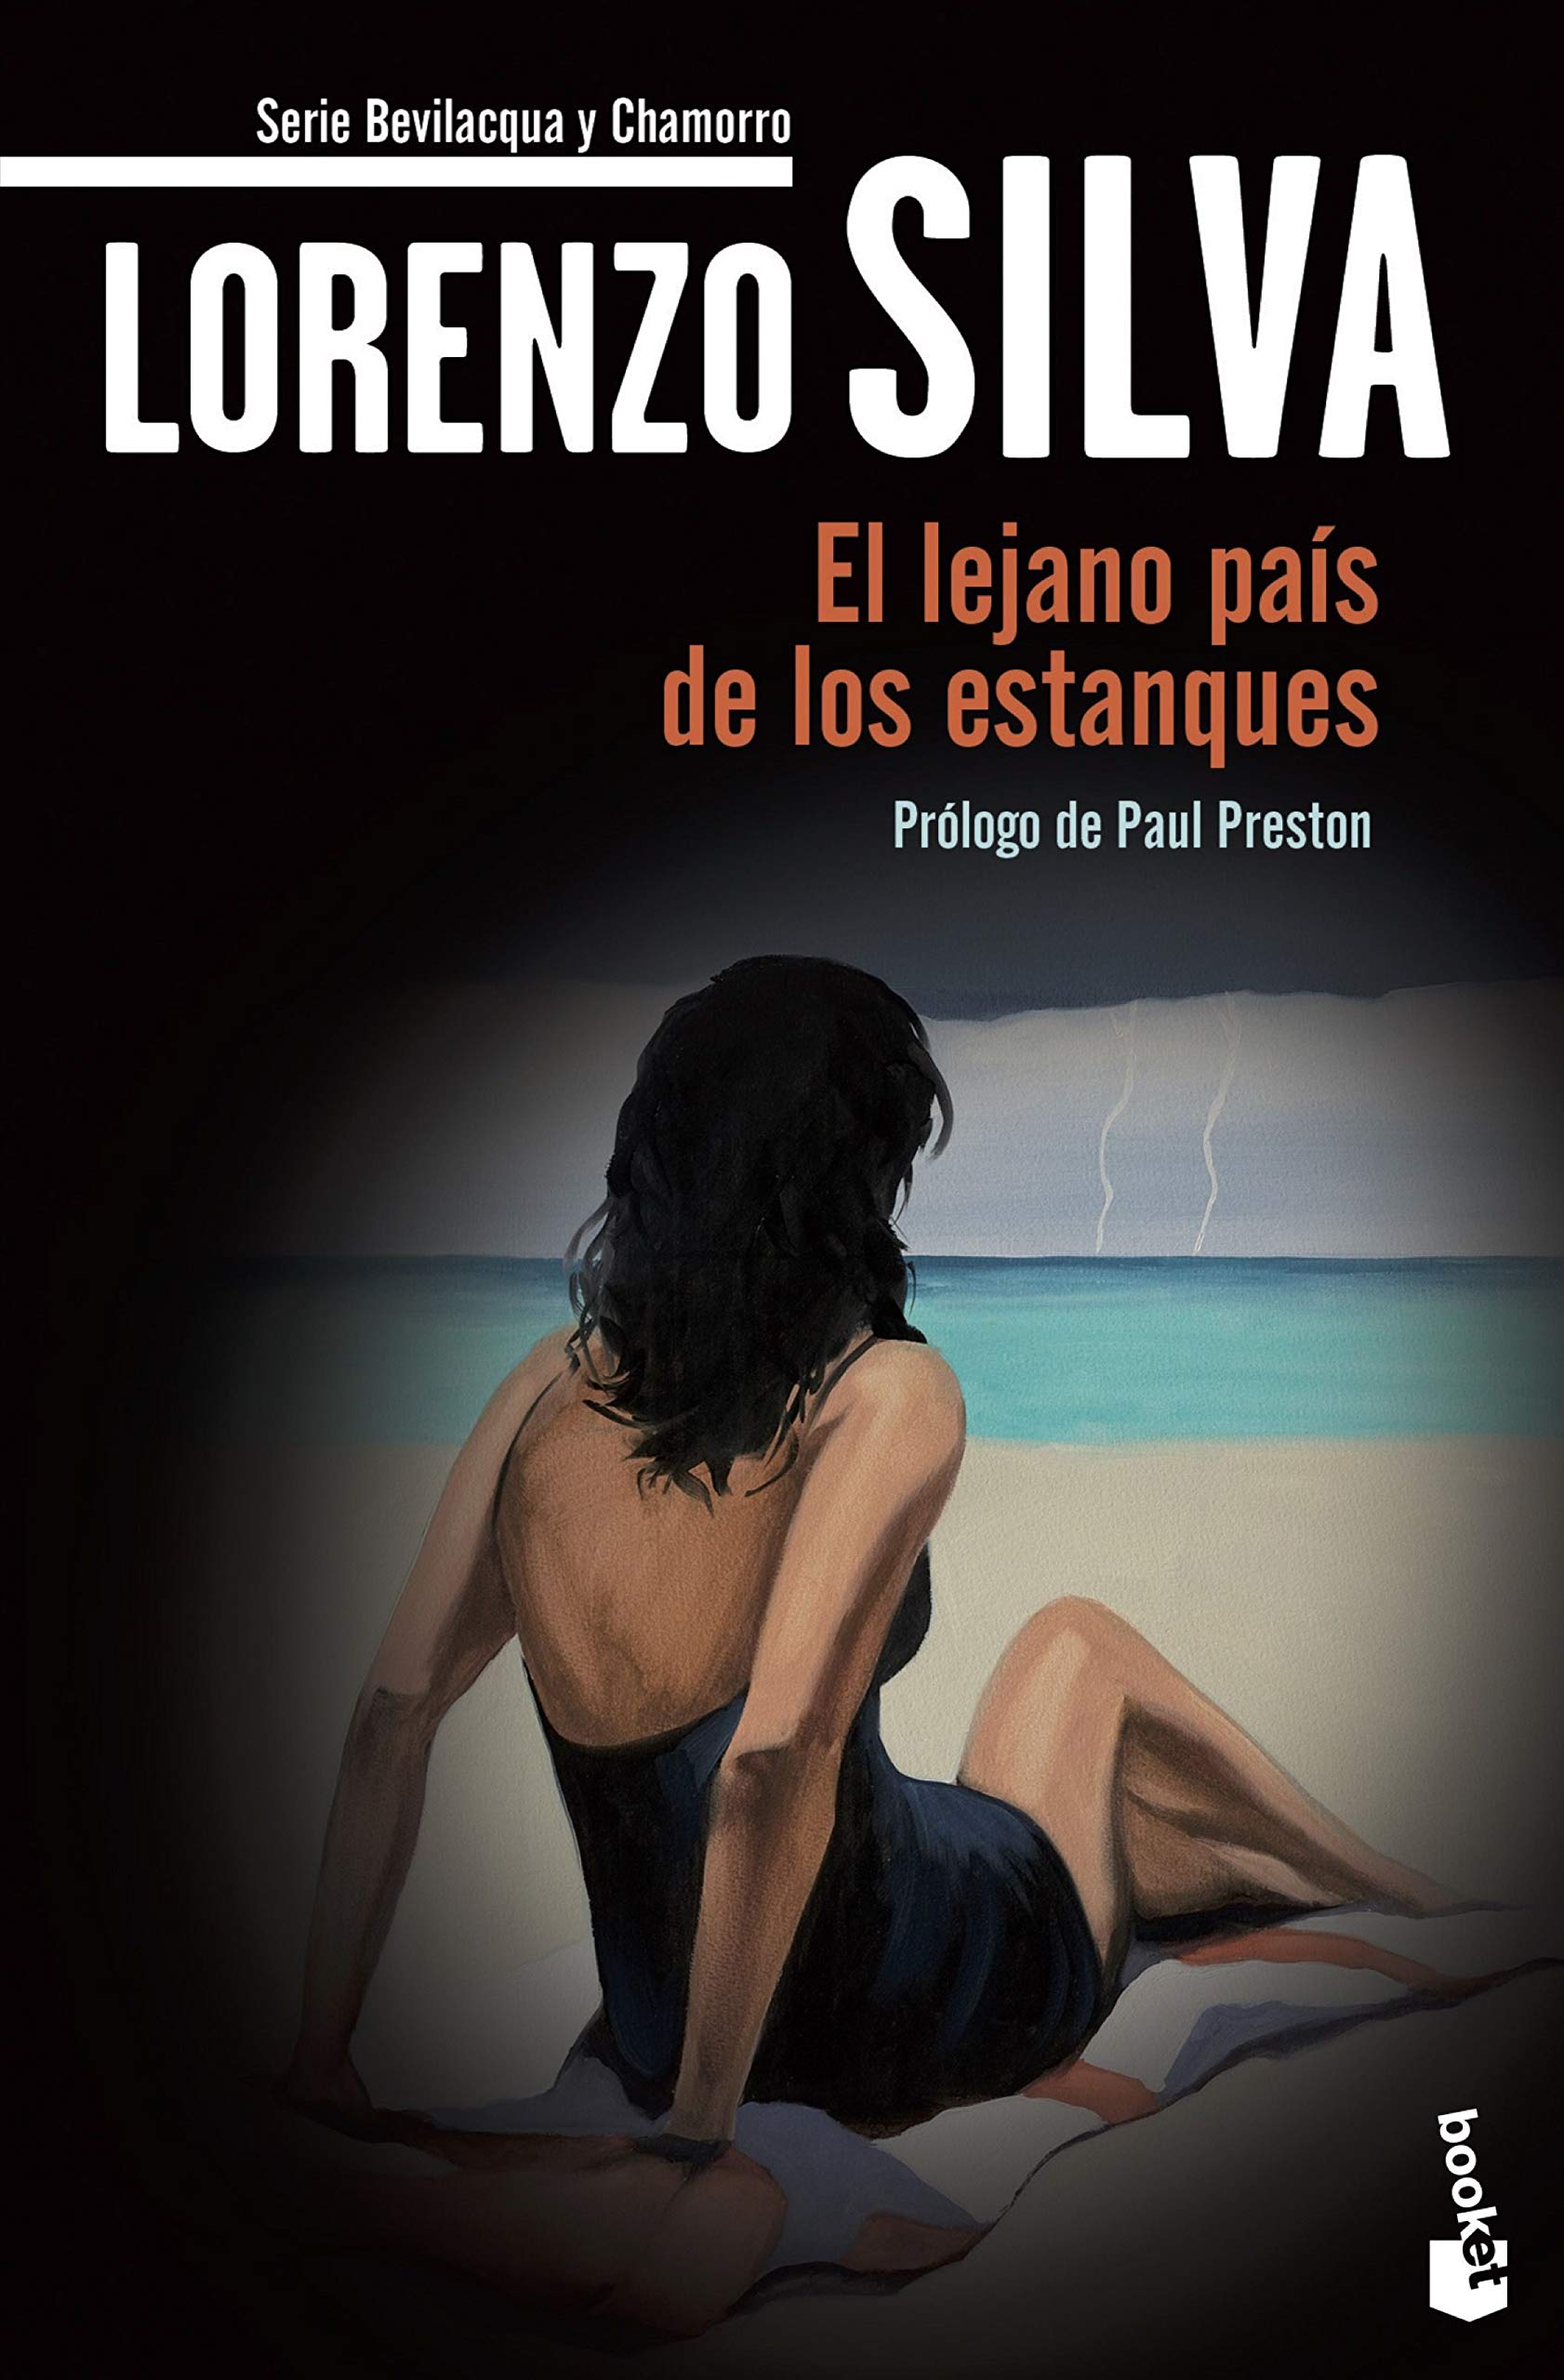 Serie Bevilacqua y Chamorro
LORENZO SILVA
El lejano país
de los estanques
Prólogo de Paul Preston
booket